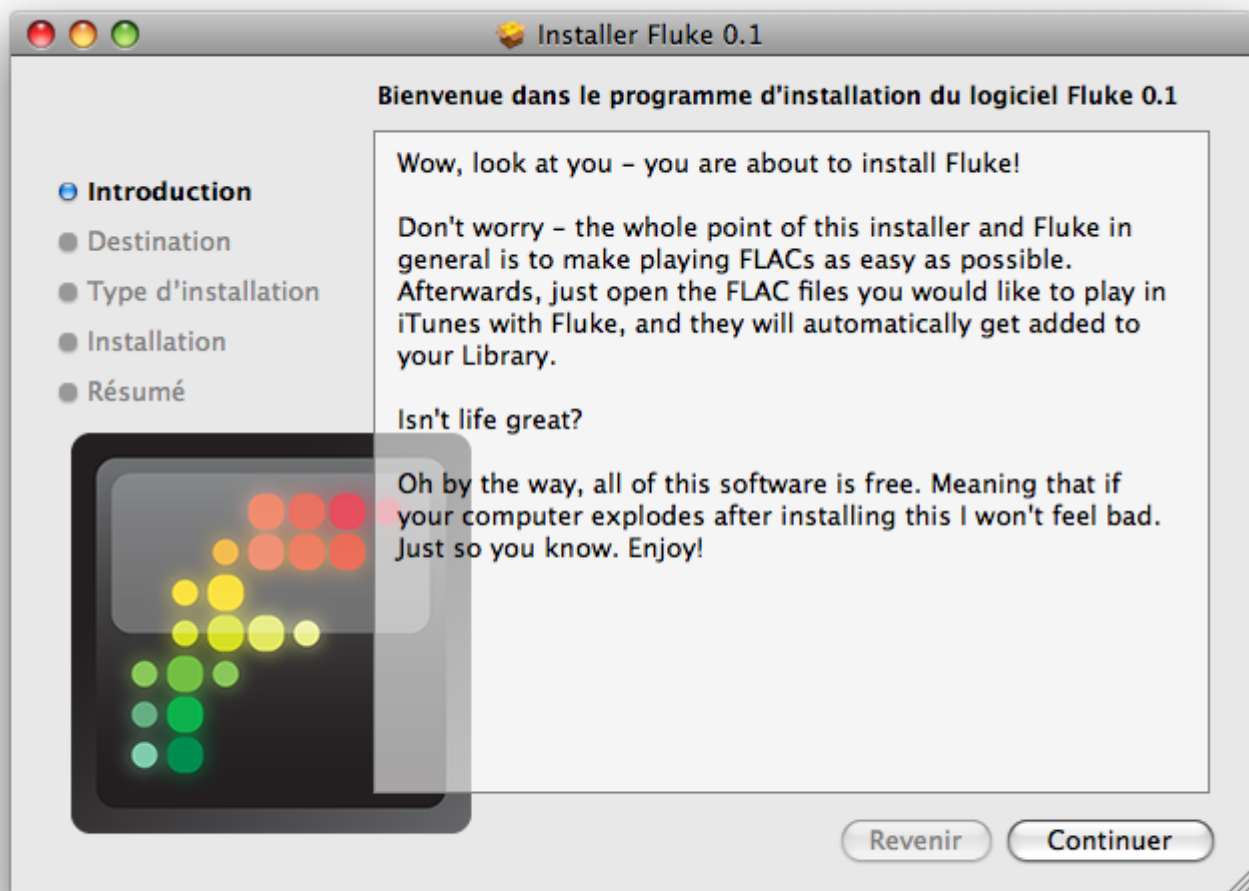 Installer Fluke 0.1
Bienvenue dans le programme d'installation du logiciel Fluke 0.1
Introduction
Destination
Type d'installation
Installation
Résumé
Wow, look at you – you are about to install Fluke!
Don't worry – the whole point of this installer and Fluke in
general is to make playing FLACs as easy as possible.
Afterwards, just open the FLAC files you would like to play in
iTunes with Fluke, and they will automatically get added to
your Library.
Isn't life great?
Oh by the way, all of this software is free. Meaning that if
your computer explodes after installing this I won't feel bad.
Just so you know. Enjoy!
Revenir
Continuer